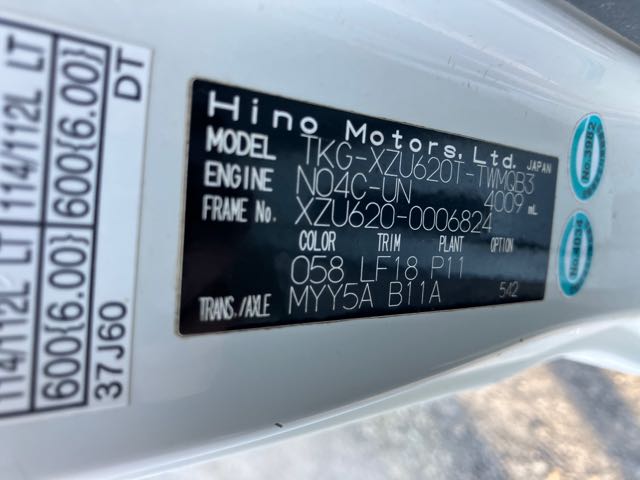 Hino Motors, Ltd. JAPAN
MODEL TKG-XZU620T-TWMQB3
ENGINE N04C-UN 4009 mL
FRAME No. XZU620-0006824
COLOR TRIM PLANT OPTION
058 LF18 P11
TRANS./AXLE MYY5A B11A 542
114/112L LT 114/112L LT
600{6.00} 600{6.00}
37J60 DT